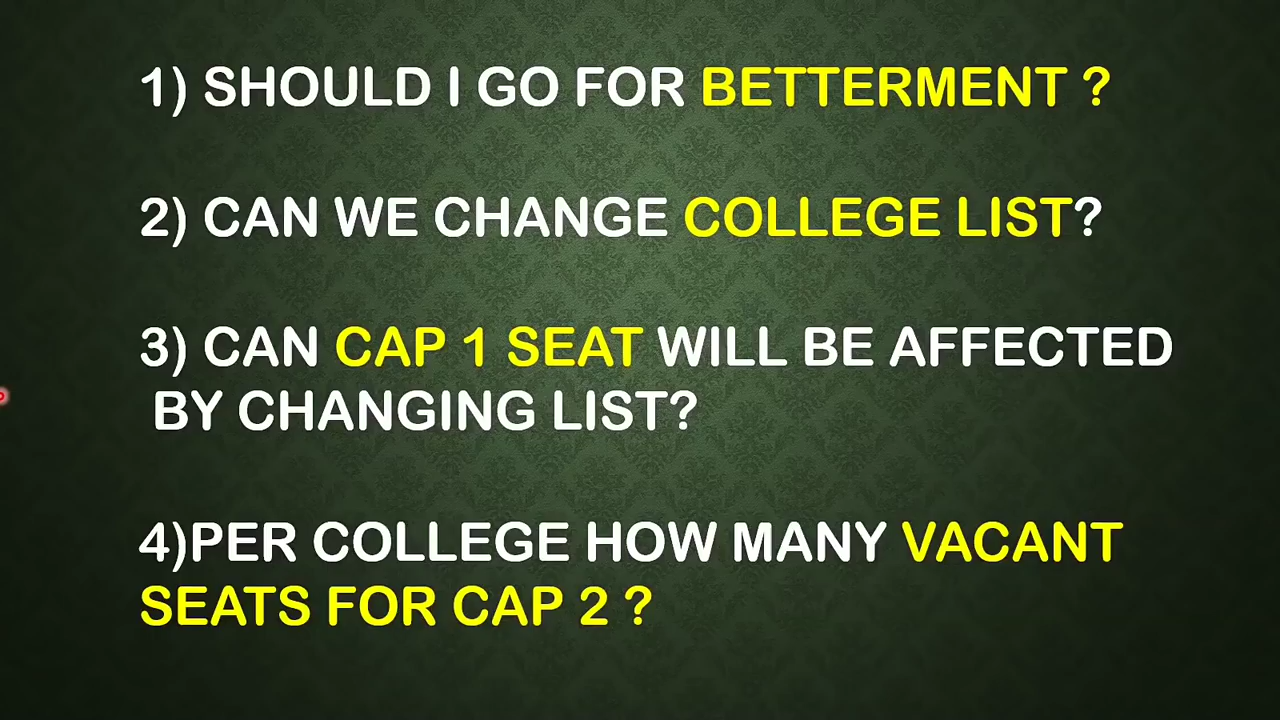 1) SHOULD I GO FOR BETTERMENT ?
2) CAN WE CHANGE COLLEGE LIST?
3) CAN CAP 1 SEAT WILL BE AFFECTED
BY CHANGING LIST?
4)PER COLLEGE HOW MANY VACANT
SEATS FOR CAP 2 ?